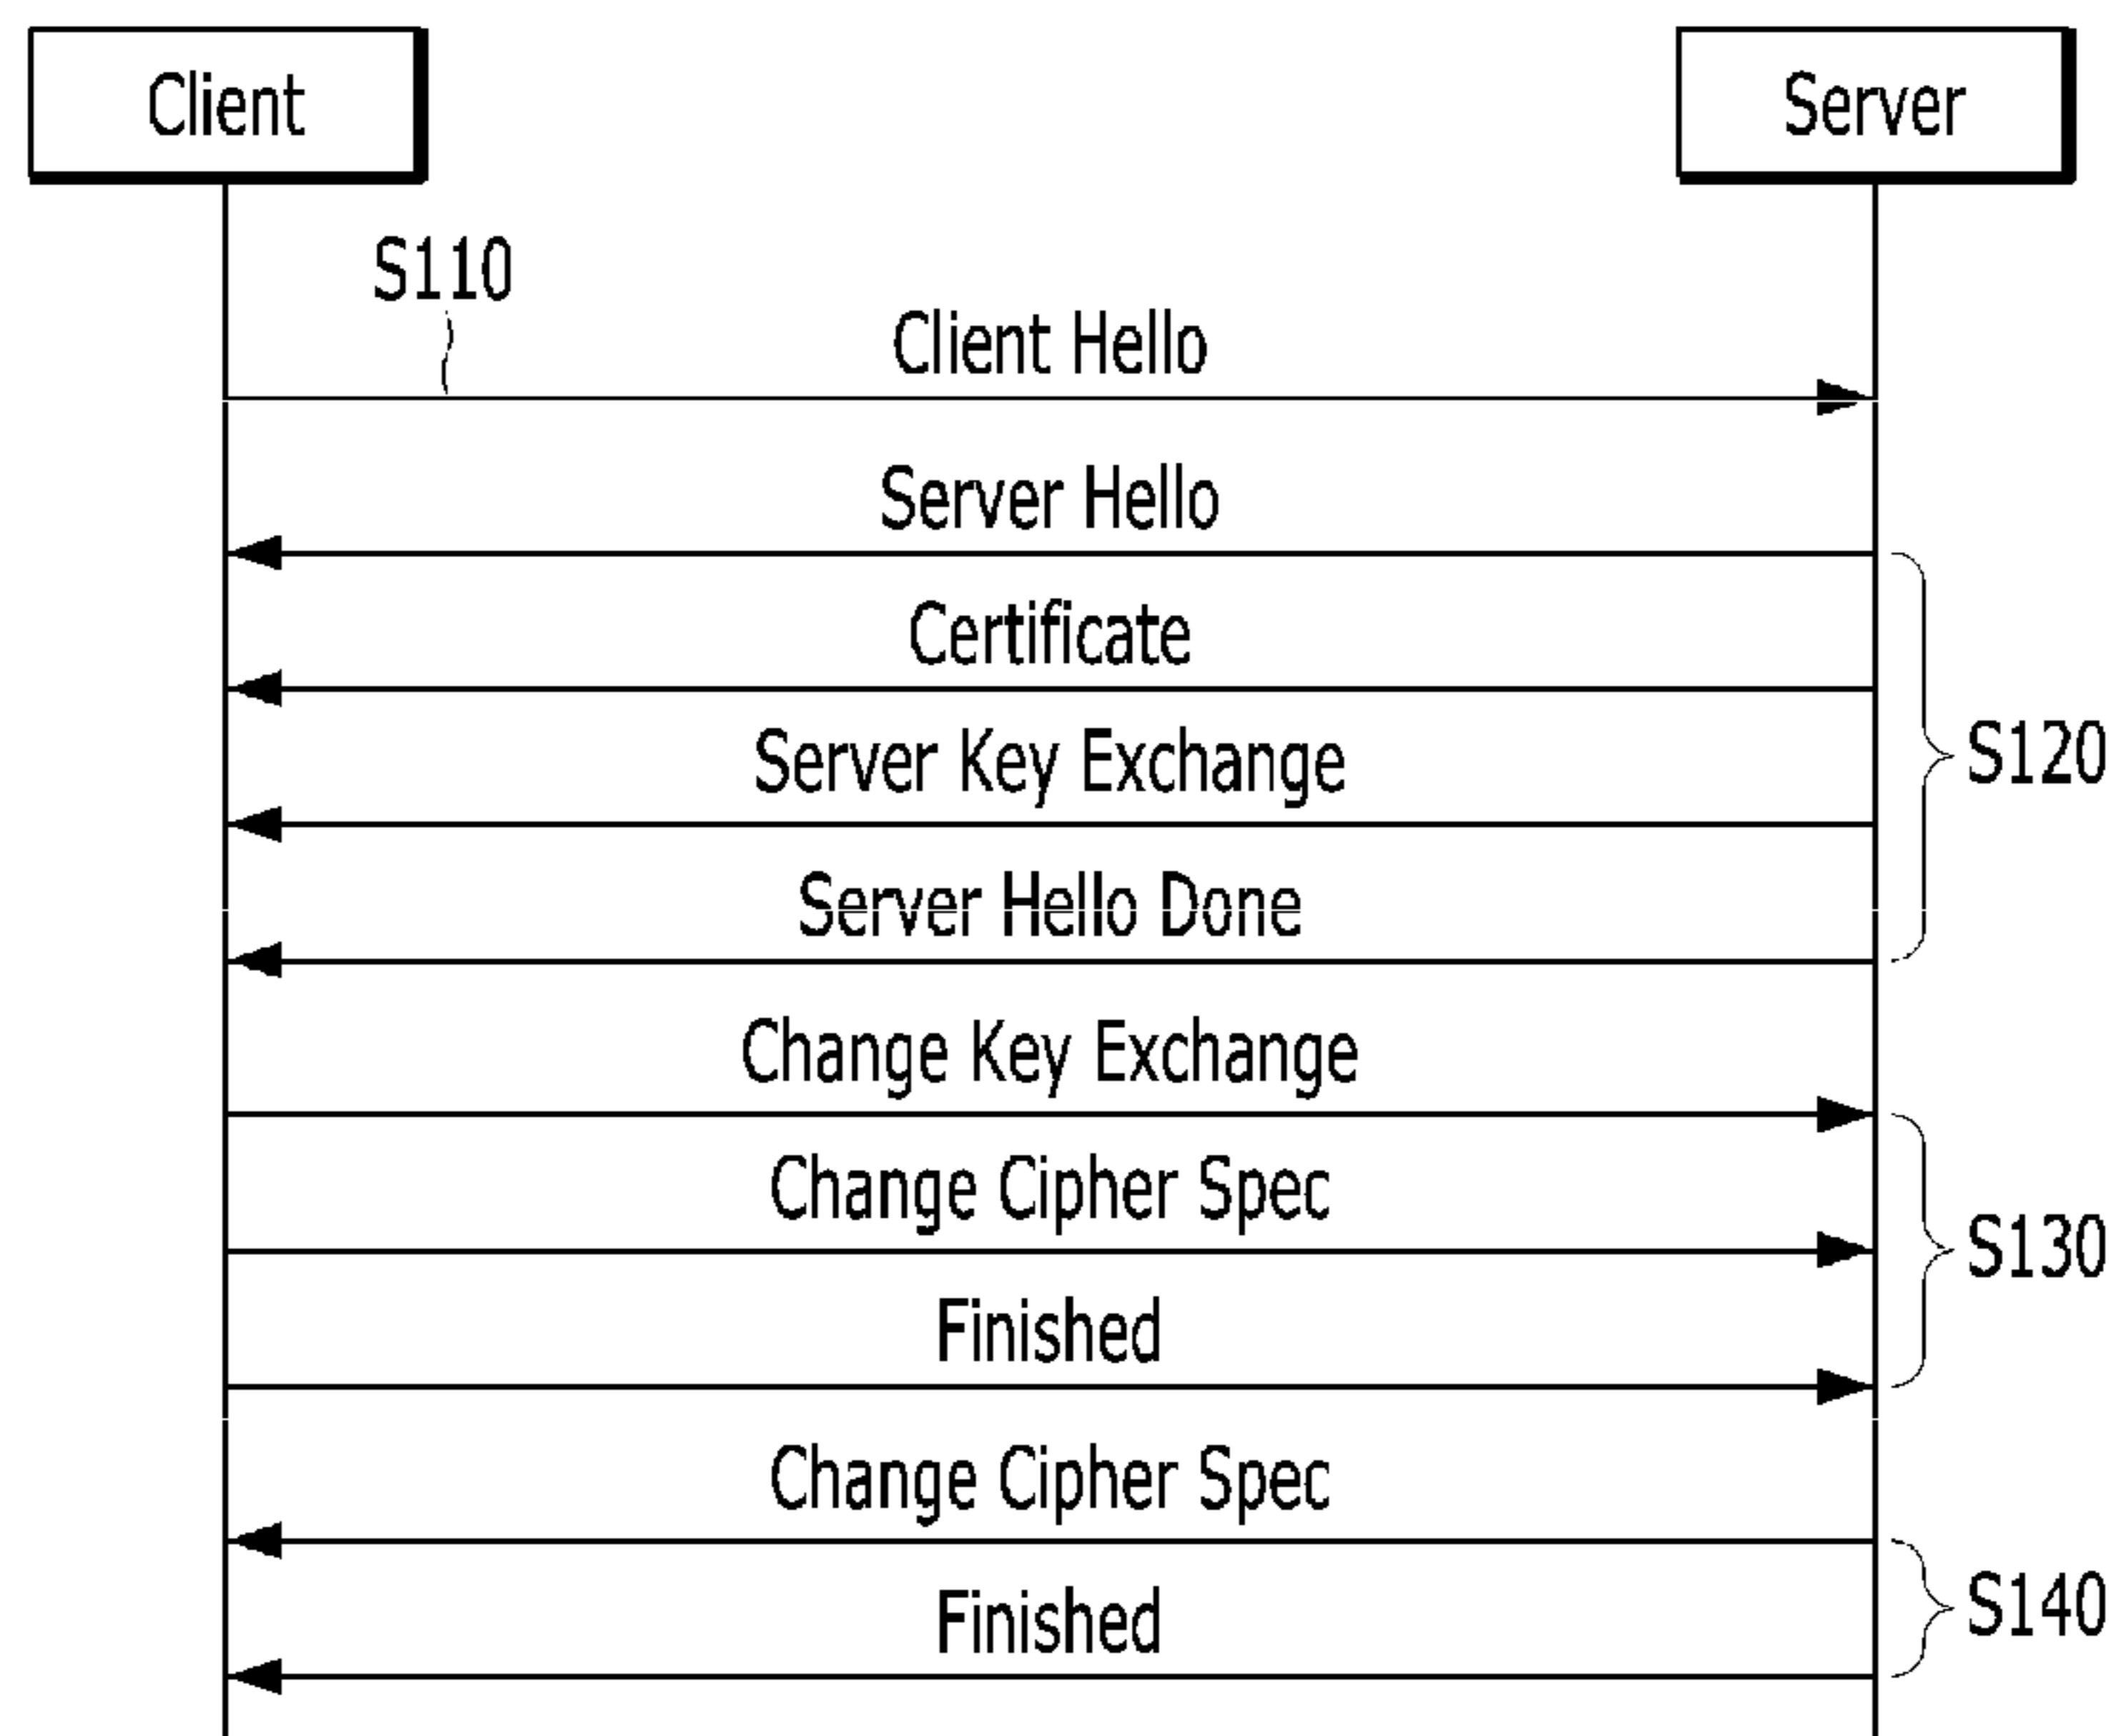 Client
Server
S110
Client Hello
Server Hello
Certificate
Server Key Exchange
S120
Server Hello Done
Change Key Exchange
Change Cipher Spec
S130
Finished
Change Cipher Spec
S140
Finished